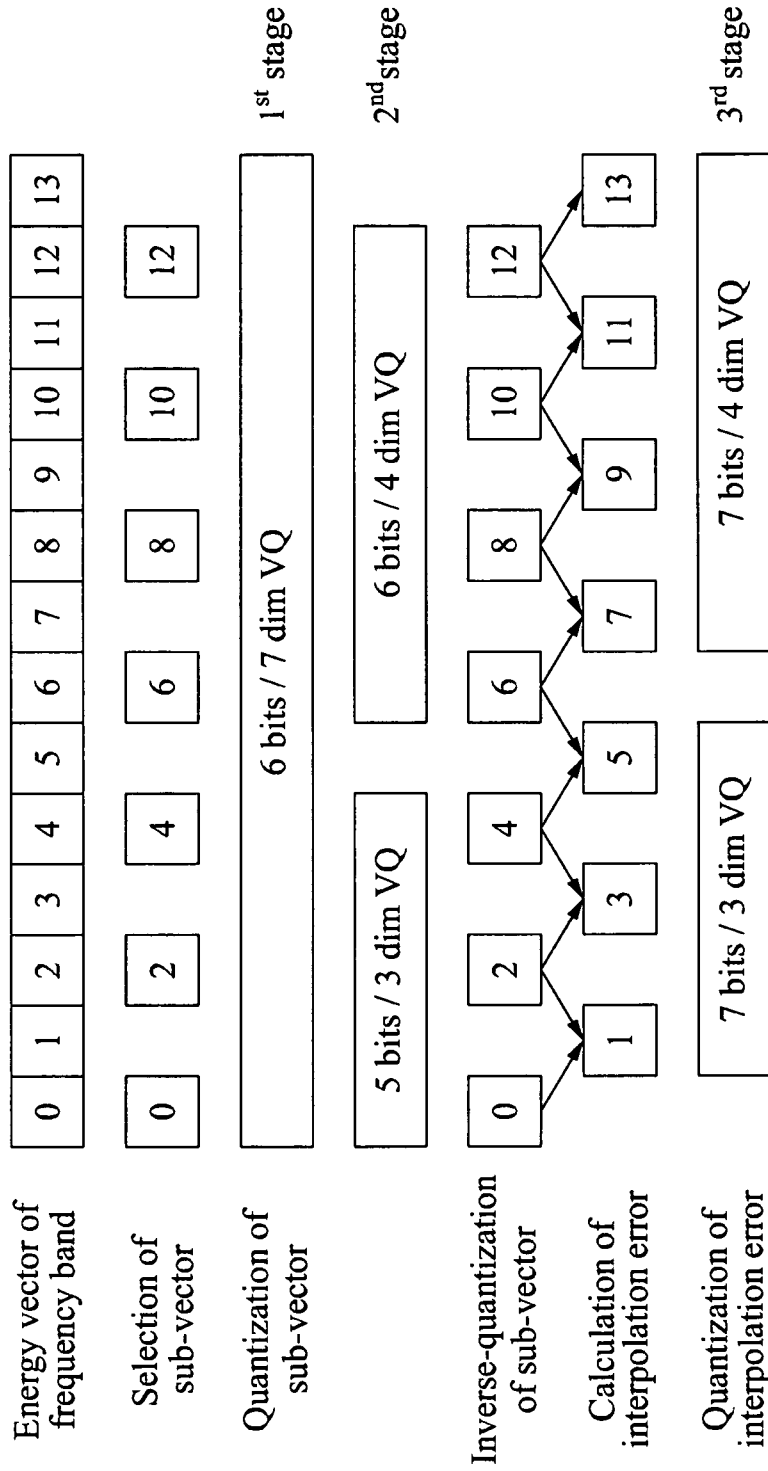 Energy vector of
frequency band
0 1 2 3 4 5 6 7 8 9 10 11 12 13
Selection of
sub-vector
0 2 4 6 8 10 12
Quantization of
sub-vector
6 bits / 7 dim VQ
1st stage
5 bits / 3 dim VQ
6 bits / 4 dim VQ
2nd stage
Inverse-quantization
of sub-vector
0 2 4 6 8 10 12
Calculation of
interpolation error
1 3 5 7 9 11 13
Quantization of
interpolation error
7 bits / 3 dim VQ
7 bits / 4 dim VQ
3rd stage